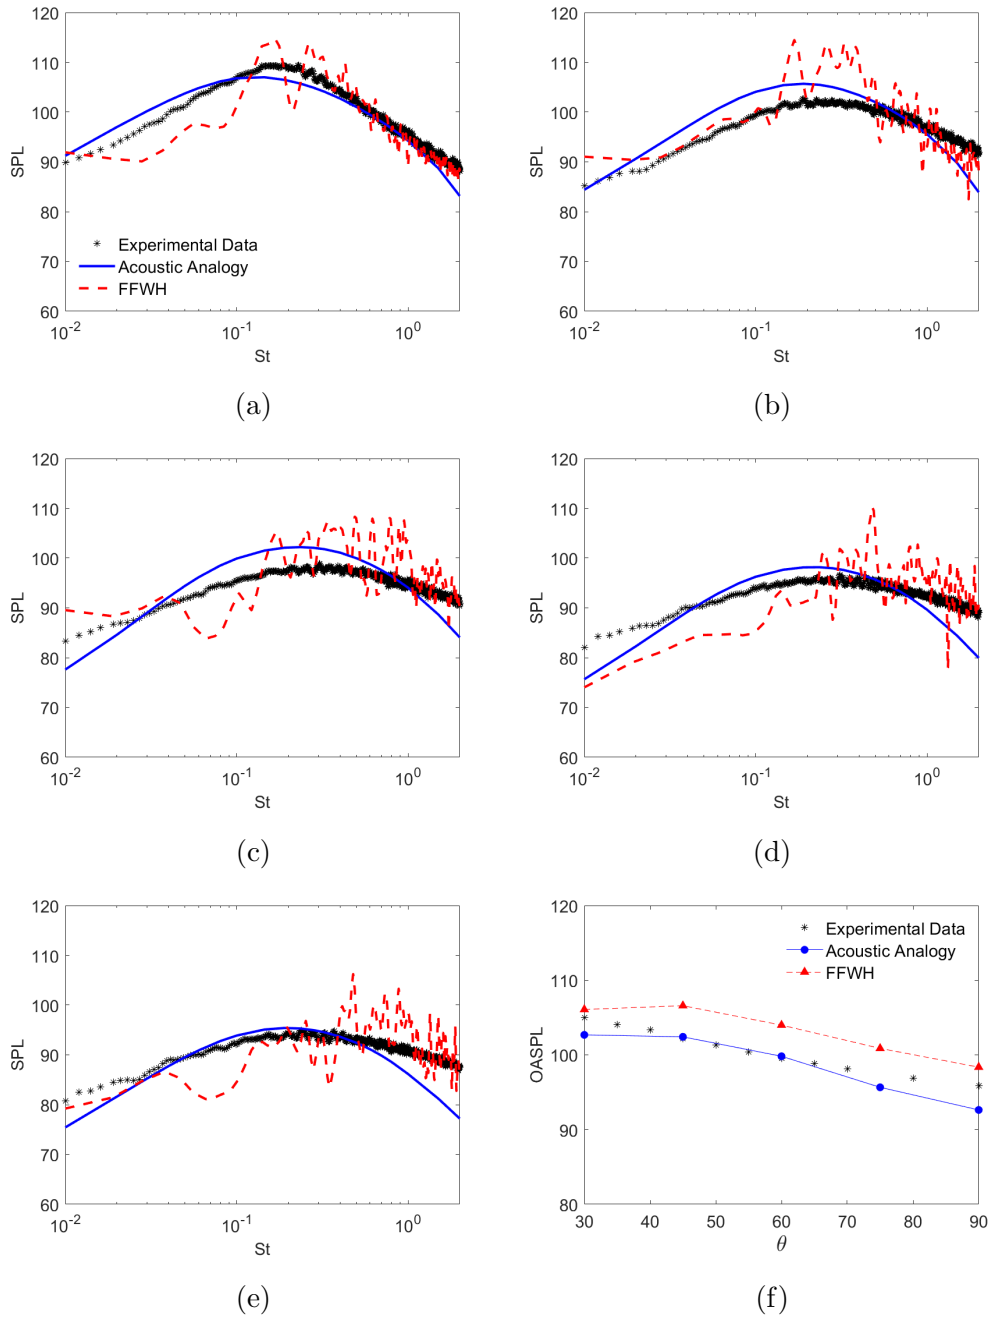 120
110
100
90
80
70
60
SPL
Experimental Data
Acoustic Analogy
FFWH
10^-2
10^-1
10^0
St
(a)
120
110
100
90
80
70
60
SPL
10^-2
10^-1
10^0
St
(b)
120
110
100
90
80
70
60
SPL
10^-2
10^-1
10^0
St
(c)
120
110
100
90
80
70
60
SPL
10^-2
10^-1
10^0
St
(d)
120
110
100
90
80
70
60
SPL
10^-2
10^-1
10^0
St
(e)
120
110
100
90
80
OASPL
Experimental Data
Acoustic Analogy
FFWH
30 40 50 60 70 80 90
θ
(f)